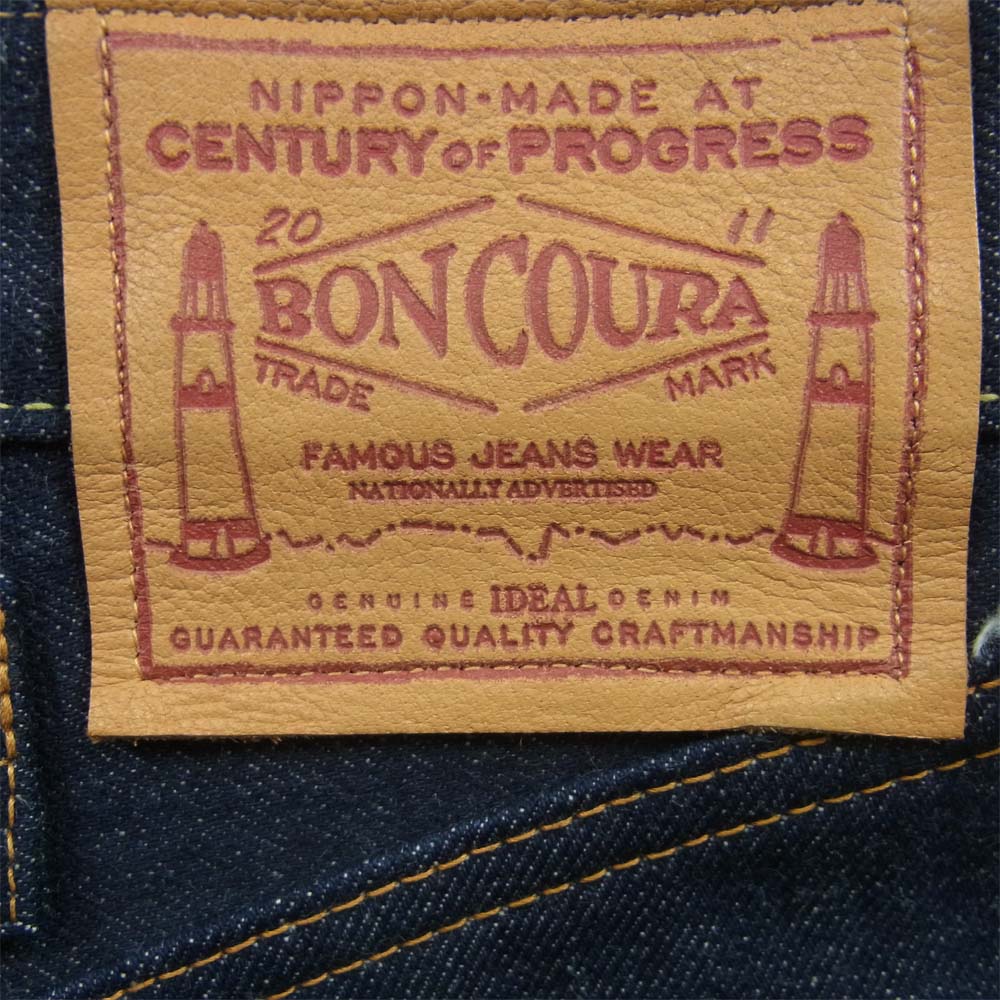 NIPPON·MADE AT
CENTURY OF PROGRESS
20 11
BONCOURA
TRADE MARK
FAMOUS JEANS WEAR
NATIONALLY ADVERTISED
GENUINE IDEAL DENIM
GUARANTEED QUALITY CRAFTMANSHIP